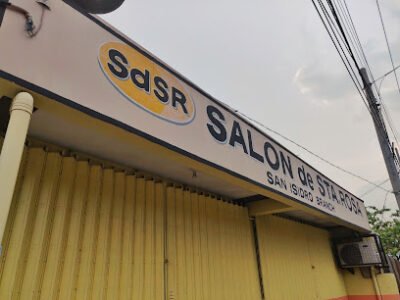 SdSR
SALON de STA. ROSA
SAN ISIDRO BRANCH